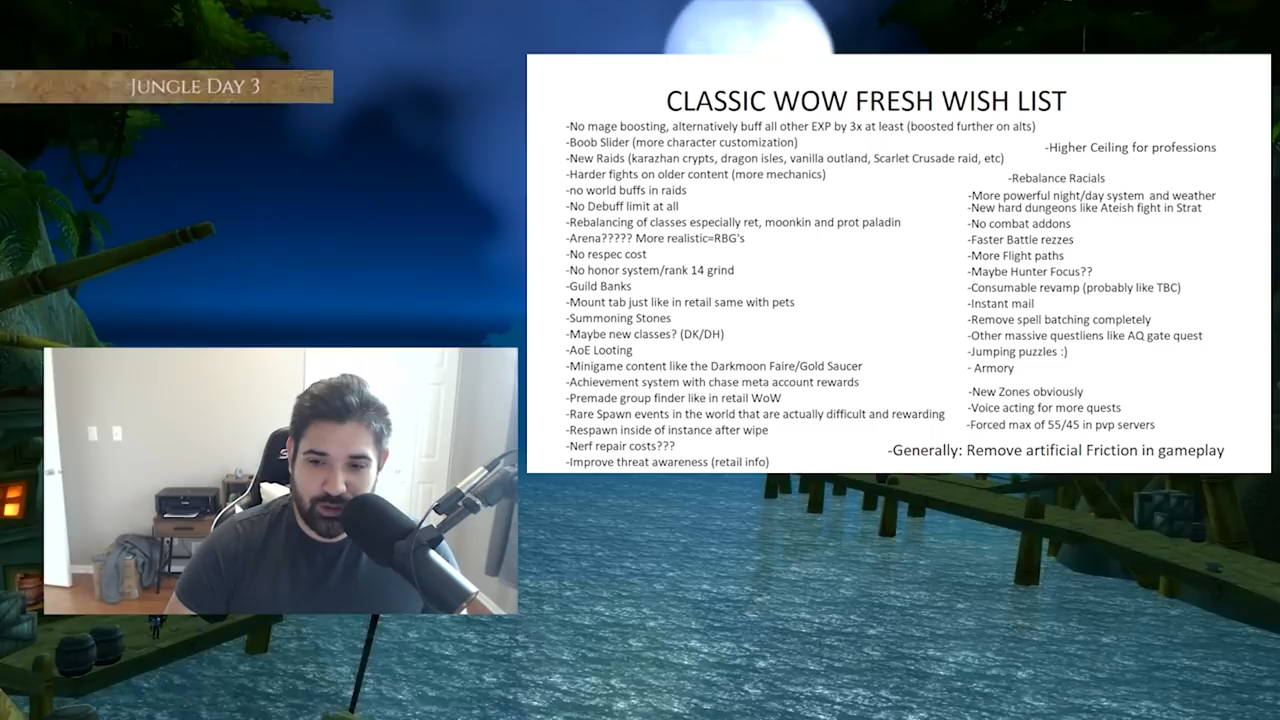 JUNGLE DAY 3
CLASSIC WOW FRESH WISH LIST
-No mage boosting, alternatively buff all other EXP by 3x at least (boosted further on alts)
-Boob Slider (more character customization)
-New Raids (karazhan crypts, dragon isles, vanilla outland, Scarlet Crusade raid, etc)
-Harder fights on older content (more mechanics)
-no world buffs in raids
-No Debuff limit at all
-Rebalancing of classes especially ret, moonkin and prot paladin
-Arena????? More realistic=RBG's
-No respec cost
-No honor system/rank 14 grind
-Guild Banks
-Mount tab just like in retail same with pets
-Summoning Stones
-Maybe new classes? (DK/DH)
-AoE Looting
-Minigame content like the Darkmoon Faire/Gold Saucer
-Achievement system with chase meta account rewards
-Premade group finder like in retail WoW
-Rare Spawn events in the world that are actually difficult and rewarding
-Respawn inside of instance after wipe
-Nerf repair costs???
-Improve threat awareness (retail info)
-Higher Ceiling for professions
-Rebalance Racials
-More powerful night/day system and weather
-New hard dungeons like Ateish fight in Strat
-No combat addons
-Faster Battle rezzes
-More Flight paths
-Maybe Hunter Focus??
-Consumable revamp (probably like TBC)
-Instant mail
-Remove spell batching completely
-Other massive questliens like AQ gate quest
-Jumping puzzles :)
- Armory
-New Zones obviously
-Voice acting for more quests
-Forced max of 55/45 in pvp servers
-Generally: Remove artificial Friction in gameplay